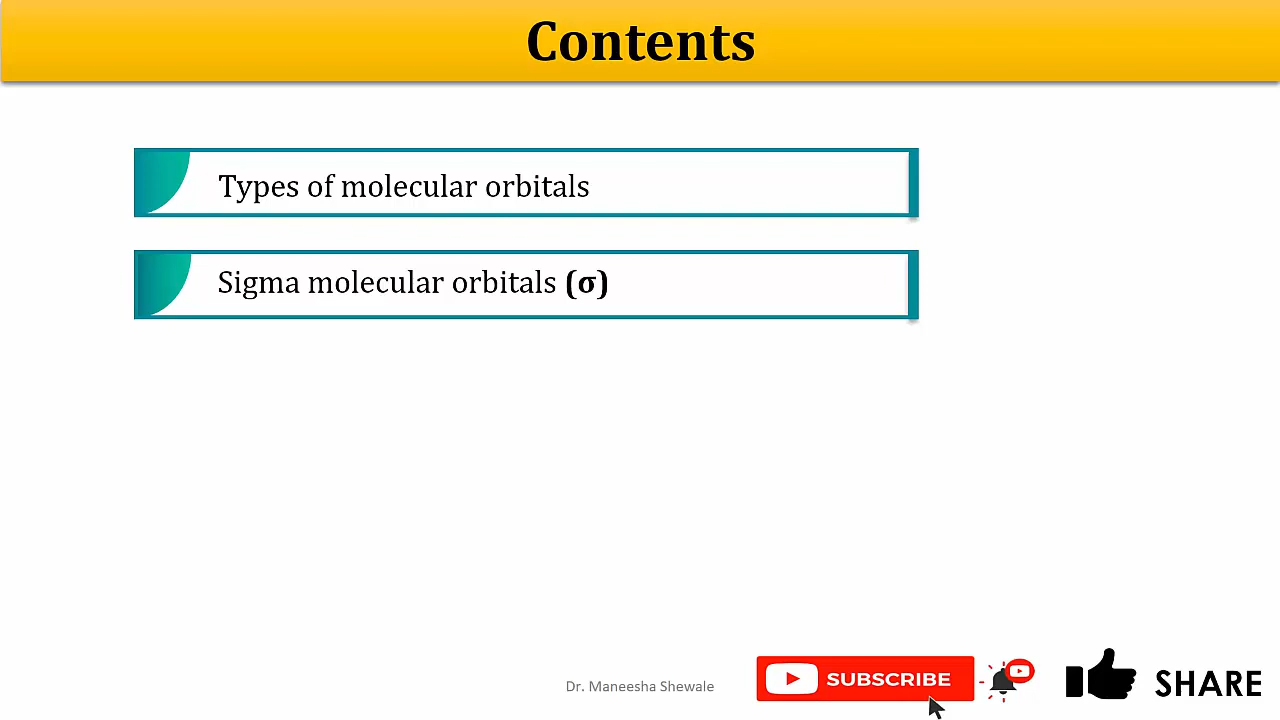 Contents
Types of molecular orbitals
Sigma molecular orbitals (σ)
Dr. Maneesha Shewale
SUBSCRIBE
SHARE